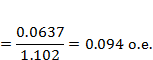 = 0.0637 / 1.102 = 0.094 о.е.